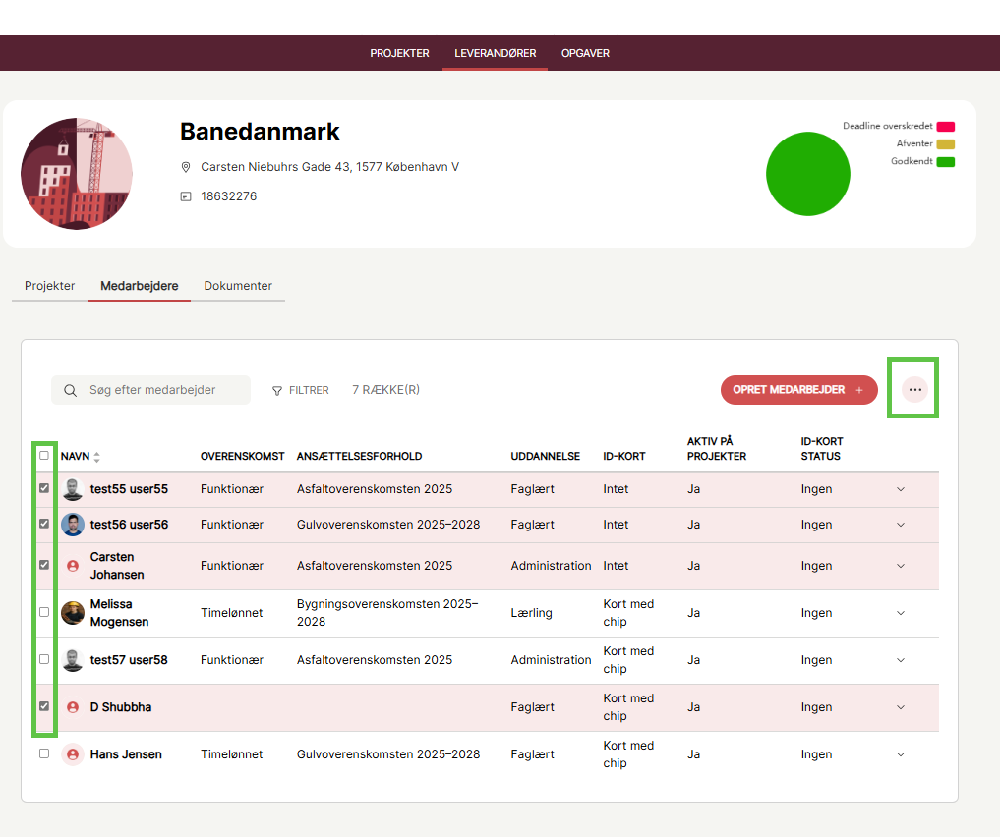 PROJEKTER LEVERANDØRER OPGAVER
Banedanmark
Carsten Niebuhrs Gade 43, 1577 København V
18632276
Deadline overskredet
Afventer
Godkendt
Projekter Medarbejdere Dokumenter
Søg efter medarbejder FILTRER 7 RÆKKE(R) OPRET MEDARBEJDER + ...
NAVN OVERENSKOMST ANSÆTTELSESFORHOLD UDDANNELSE ID-KORT AKTIV PÅ PROJEKTER ID-KORT STATUS
test55 user55 Funktionær Asfaltoverenskomsten 2025 Faglært Intet Ja Ingen
test56 user56 Funktionær Gulvoverenskomsten 2025–2028 Faglært Intet Ja Ingen
Carsten Johansen Funktionær Asfaltoverenskomsten 2025 Administration Intet Ja Ingen
Melissa Mogensen Timelønnet Bygningsoverenskomsten 2025–2028 Lærling Kort med chip Ja Ingen
test57 user58 Funktionær Asfaltoverenskomsten 2025 Administration Kort med chip Ja Ingen
D Shubbha Faglært Kort med chip Ja Ingen
Hans Jensen Timelønnet Gulvoverenskomsten 2025–2028 Faglært Kort med chip Ja Ingen